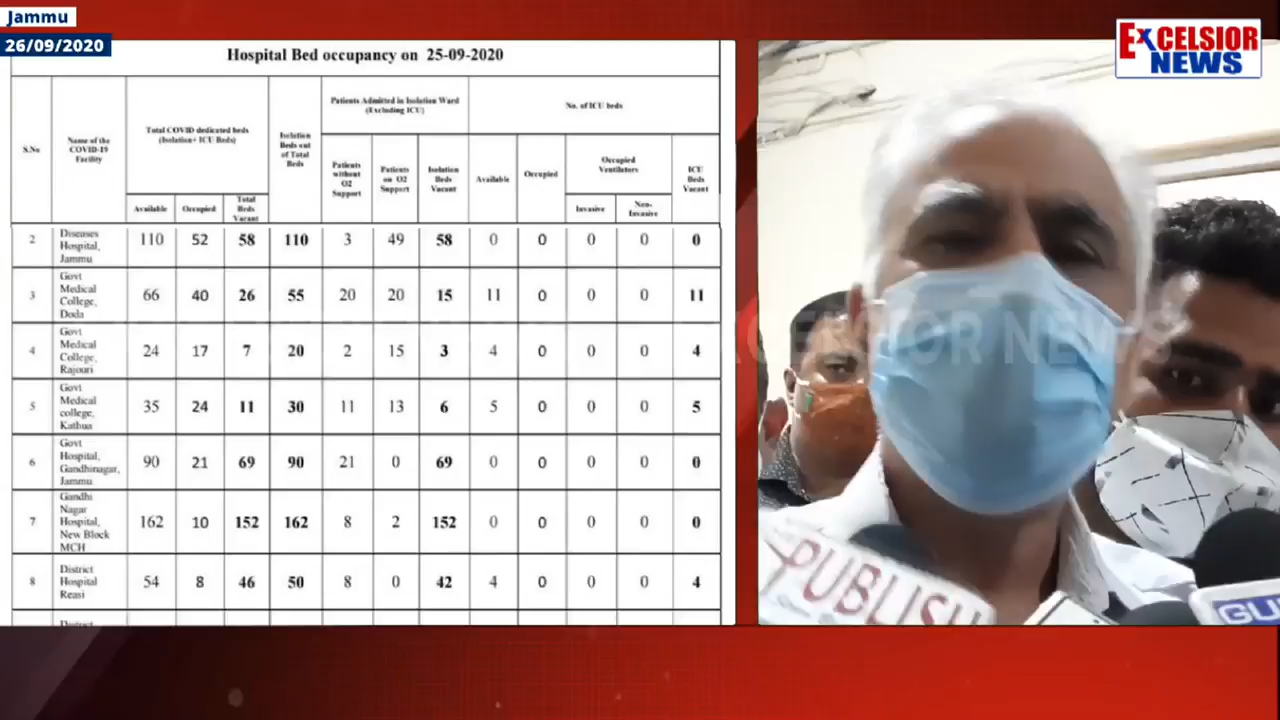 Jammu
26/09/2020
EXCELSIOR
NEWS
Hospital Bed occupancy on 25-09-2020
S.No
Name of the
COVID-19
Facility
Total COVID dedicated beds
(Isolation+ ICU Beds)
Available
Occupied
Total
Beds
Vacant
Isolation
Beds out
of Total
Beds
Patients Admitted in Isolation Ward
(Excluding ICU)
Patients
without
O2
Support
Patients
on O2
Support
Isolation
Beds
Vacant
No. of ICU beds
Available
Occupied
Occupied
Ventilators
Invasive
Non-
Invasive
ICU
Beds
Vacant
2
Diseases
Hospital,
Jammu
110 52 58 110 3 49 58 0 0 0 0 0
3
Govt
Medical
College,
Doda
66 40 26 55 20 20 15 11 0 0 0 11
4
Govt
Medical
College,
Rajouri
24 17 7 20 2 15 3 4 0 0 0 4
5
Govt
Medical
college,
Kathua
35 24 11 30 11 13 6 5 0 0 0 5
6
Govt
Hospital,
Gandhinagar,
Jammu
90 21 69 90 21 0 69 0 0 0 0 0
7
Gandhi
Nagar
Hospital,
New Block
MCH
162 10 152 162 8 2 152 0 0 0 0 0
8
District
Hospital
Reasi
54 8 46 50 8 0 42 4 0 0 0 4
District
EXCELSIOR NEWS
PUBLISH
GU